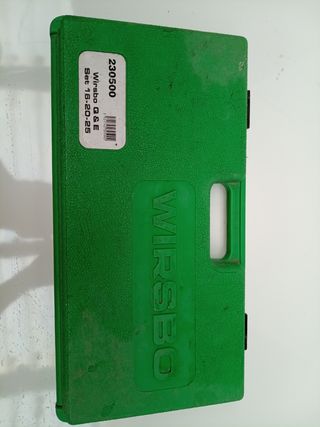 230500
Wirsbo Q & E
Set 16-20-25
WIRSBO